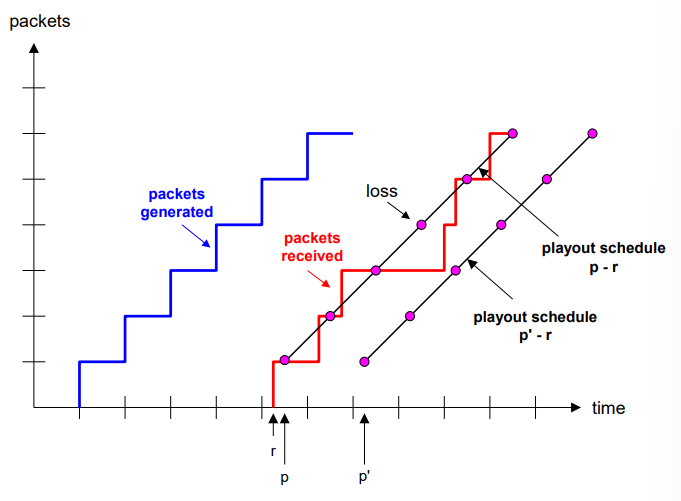 packets
packets
generated
loss
packets
received
playout schedule
p - r
playout schedule
p' - r
time
r
p
p'